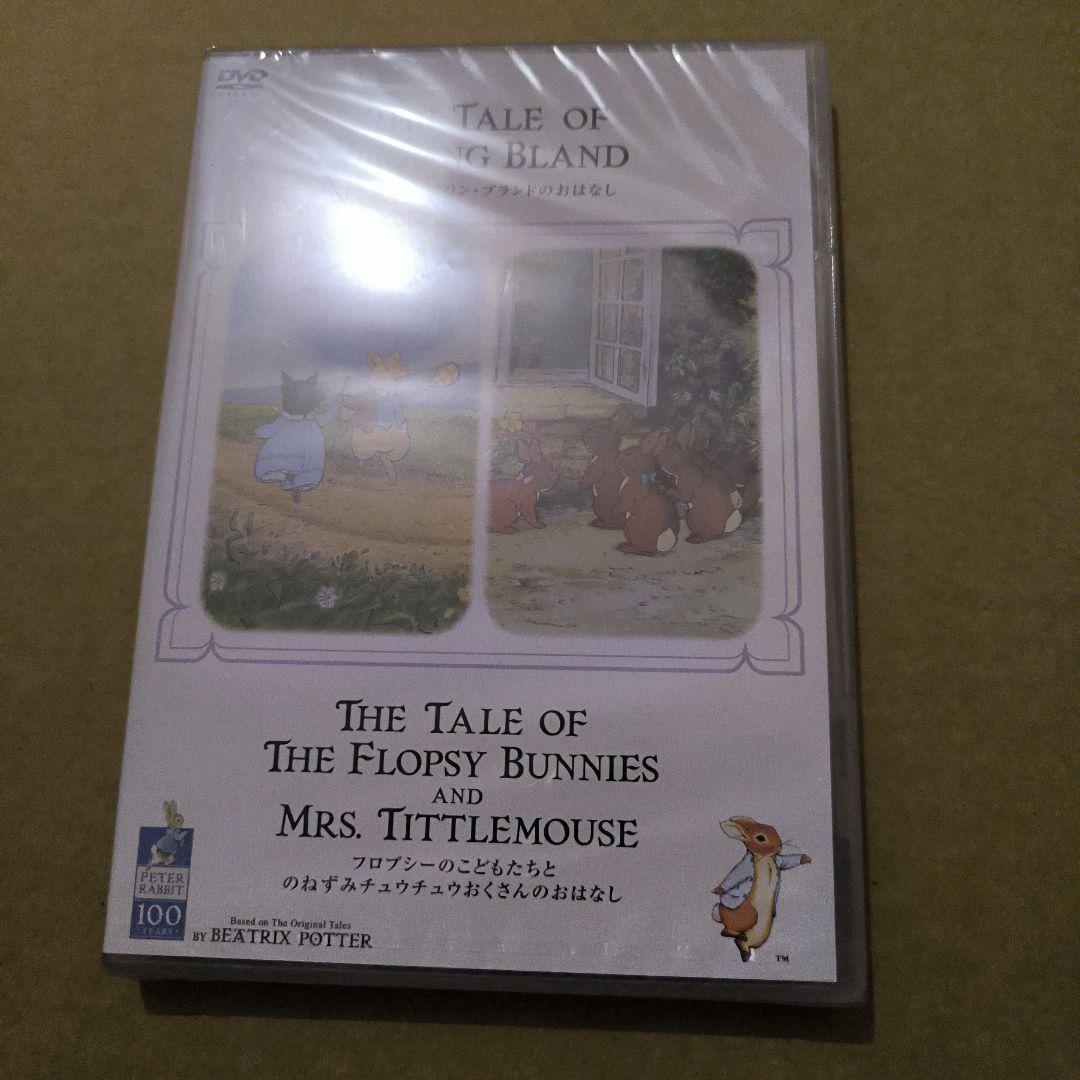 DVD
VIDEO
TALE OF
BLAND
ン・ブランドのおはなし
THE TALE OF
THE FLOPSY BUNNIES
AND
MRS. TITTLEMOUSE
フロプシーのこどもたちと
のねずみチュウチュウおくさんのおはなし
PETER
RABBIT
100
YEARS
Based on The Original Tales
BY BEATRIX POTTER
TM